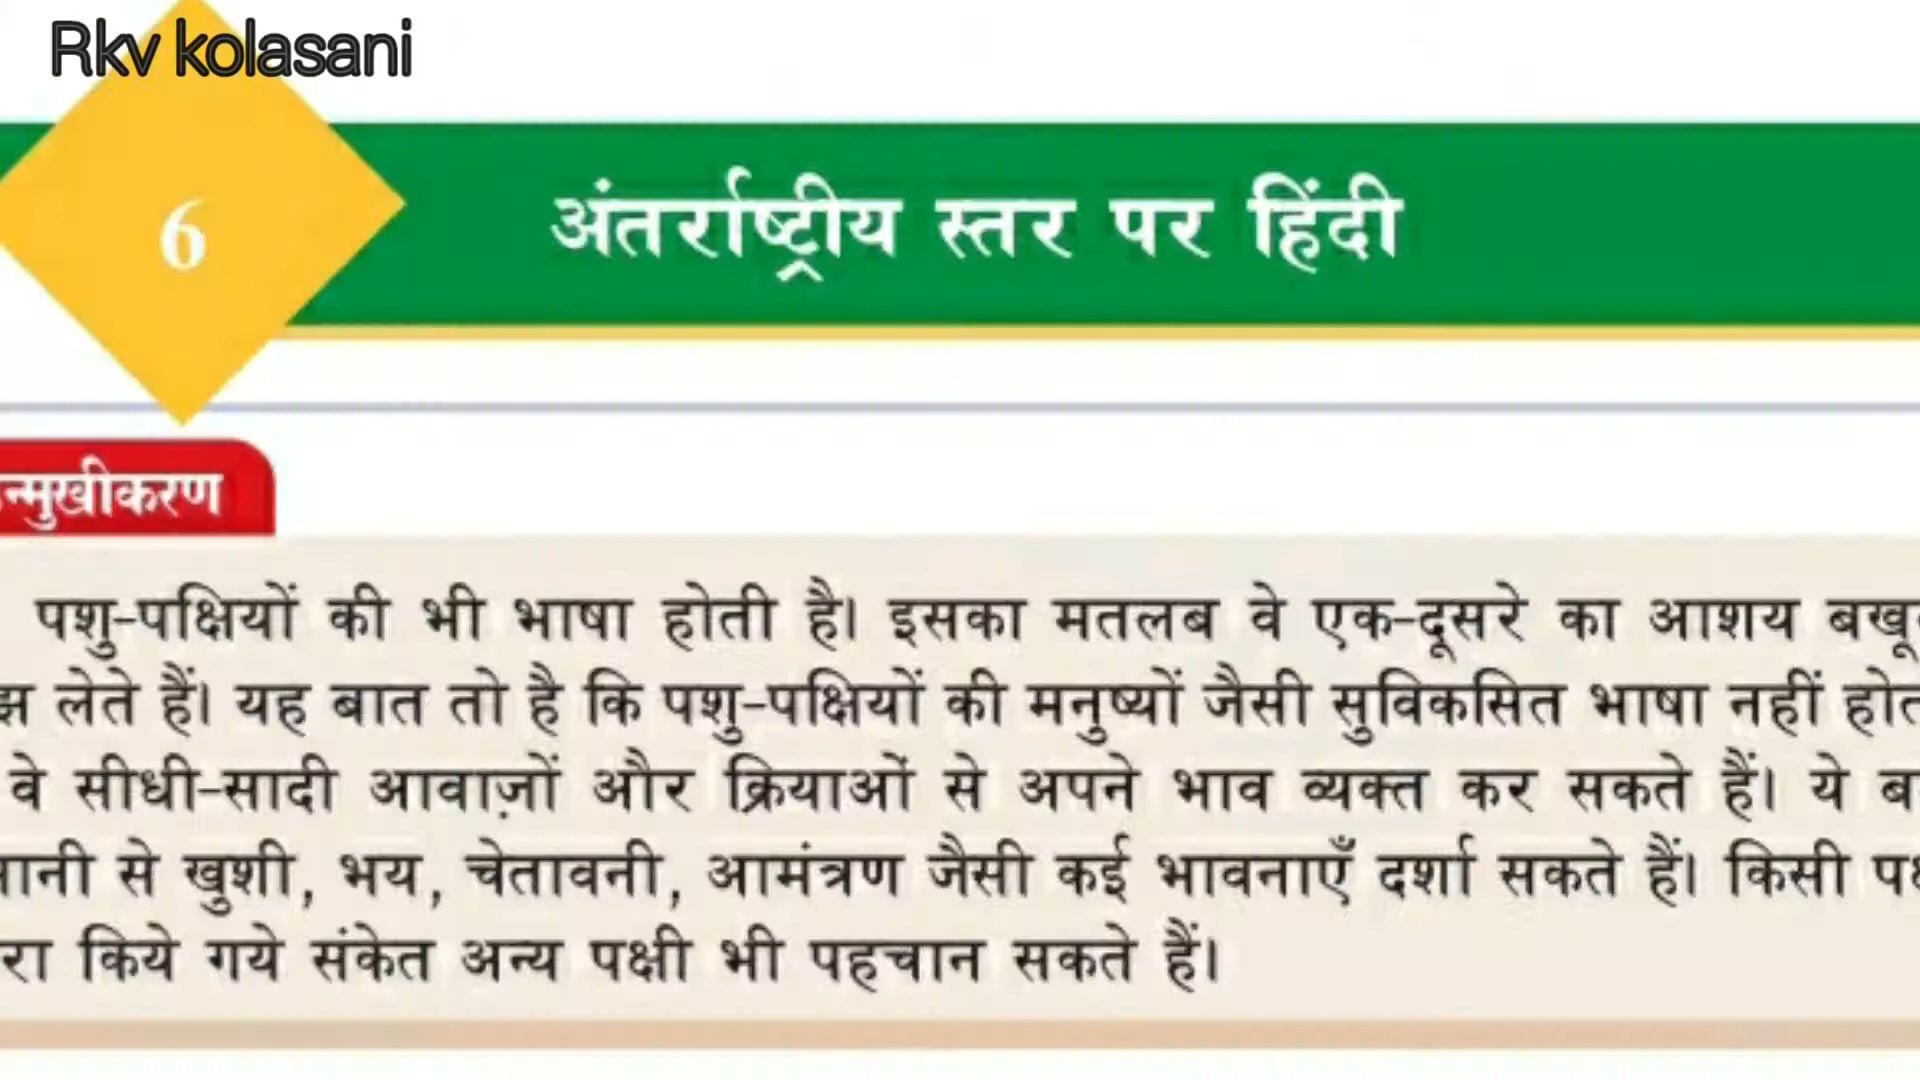 Rkv kolasani
6
अंतर्राष्ट्रीय स्तर पर हिंदी
न्मुखीकरण
पशु-पक्षियों की भी भाषा होती है। इसका मतलब वे एक-दूसरे का आशय
लेते हैं। यह बात तो है कि पशु-पक्षियों की मनुष्यों जैसी सुविकसित भाषा नहीं
वे सीधी-सादी आवाज़ों और क्रियाओं से अपने भाव व्यक्त कर सकते हैं। ये
से खुशी, भय, चेतावनी, आमंत्रण जैसी कई भावनाएँ दर्शा सकते हैं। किसी
किये गये संकेत अन्य पक्षी भी पहचान सकते हैं।